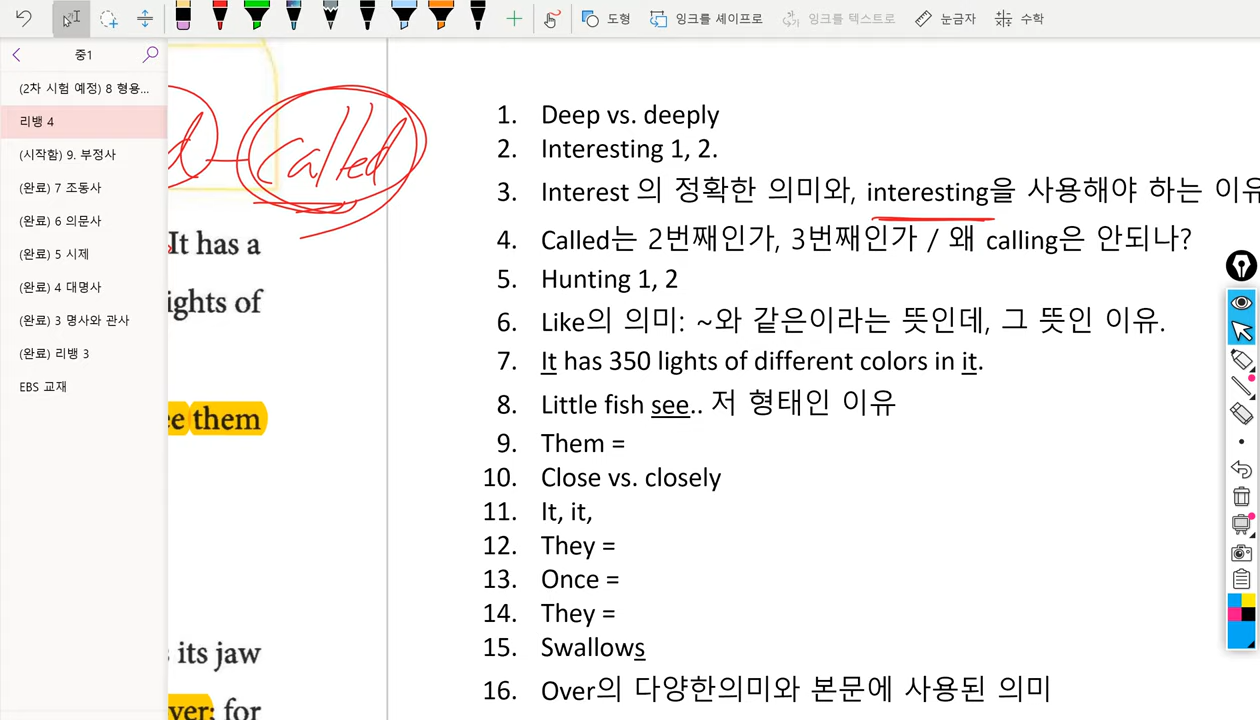 도형
잉크를 셰이프로
잉크를 텍스트로
눈금자
수학
중1
(2차 시험 예정) 8 형용...
리뱅 4
(시작함) 9. 부정사
(완료) 7 조동사
(완료) 6 의문사
(완료) 5 시제
(완료) 4 대명사
(완료) 3 명사와 관사
(완료) 리뱅 3
EBS 교재
d called
It has a
ights of
ee them
its jaw
ver; for
1. Deep vs. deeply
2. Interesting 1, 2.
3. Interest 의 정확한 의미와, interesting을 사용해야 하는 이유
4. Called는 2번째인가, 3번째인가 / 왜 calling은 안되나?
5. Hunting 1, 2
6. Like의 의미: ~와 같은이라는 뜻인데, 그 뜻인 이유.
7. It has 350 lights of different colors in it.
8. Little fish see.. 저 형태인 이유
9. Them =
10. Close vs. closely
11. It, it,
12. They =
13. Once =
14. They =
15. Swallows
16. Over의 다양한의미와 본문에 사용된 의미